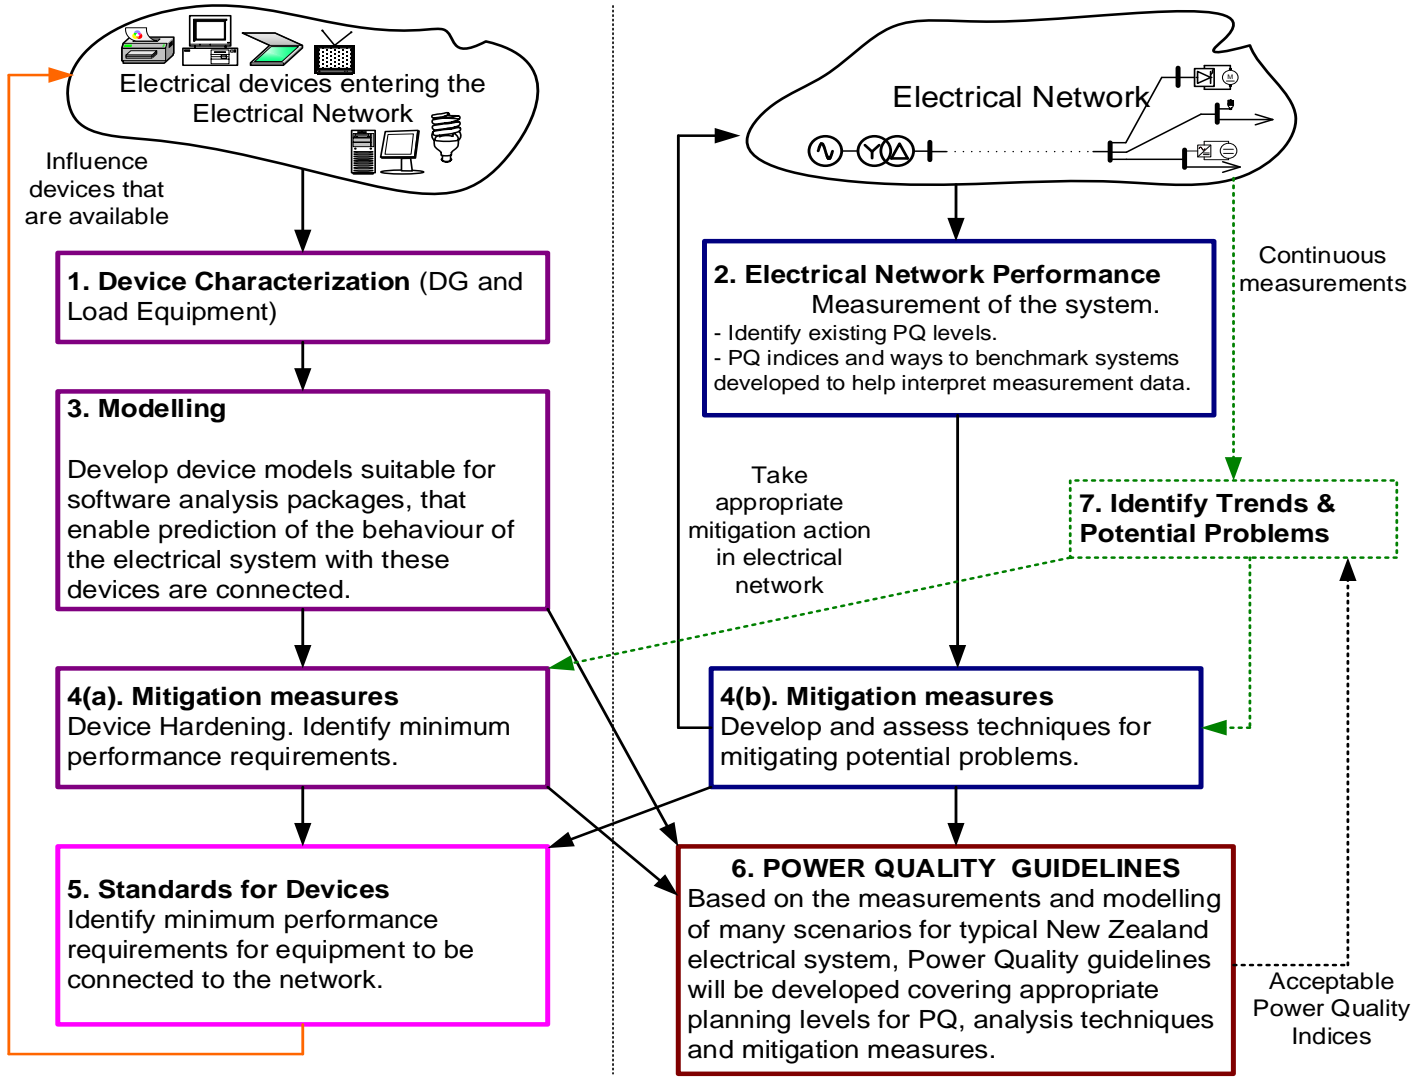 Electrical devices entering the
Electrical Network
Influence
devices that
are available
1. Device Characterization (DG and
Load Equipment)
3. Modelling
Develop device models suitable for
software analysis packages, that
enable prediction of the behaviour of
the electrical system with these
devices are connected.
4(a). Mitigation measures
Device Hardening. Identify minimum
performance requirements.
5. Standards for Devices
Identify minimum performance
requirements for equipment to be
connected to the network.
Electrical Network
M
2. Electrical Network Performance
Measurement of the system.
- Identify existing PQ levels.
- PQ indices and ways to benchmark systems
developed to help interpret measurement data.
Continuous
measurements
Take
appropriate
mitigation action
in electrical
network
7. Identify Trends &
Potential Problems
4(b). Mitigation measures
Develop and assess techniques for
mitigating potential problems.
6. POWER QUALITY GUIDELINES
Based on the measurements and modelling
of many scenarios for typical New Zealand
electrical system, Power Quality guidelines
will be developed covering appropriate
planning levels for PQ, analysis techniques
and mitigation measures.
Acceptable
Power Quality
Indices